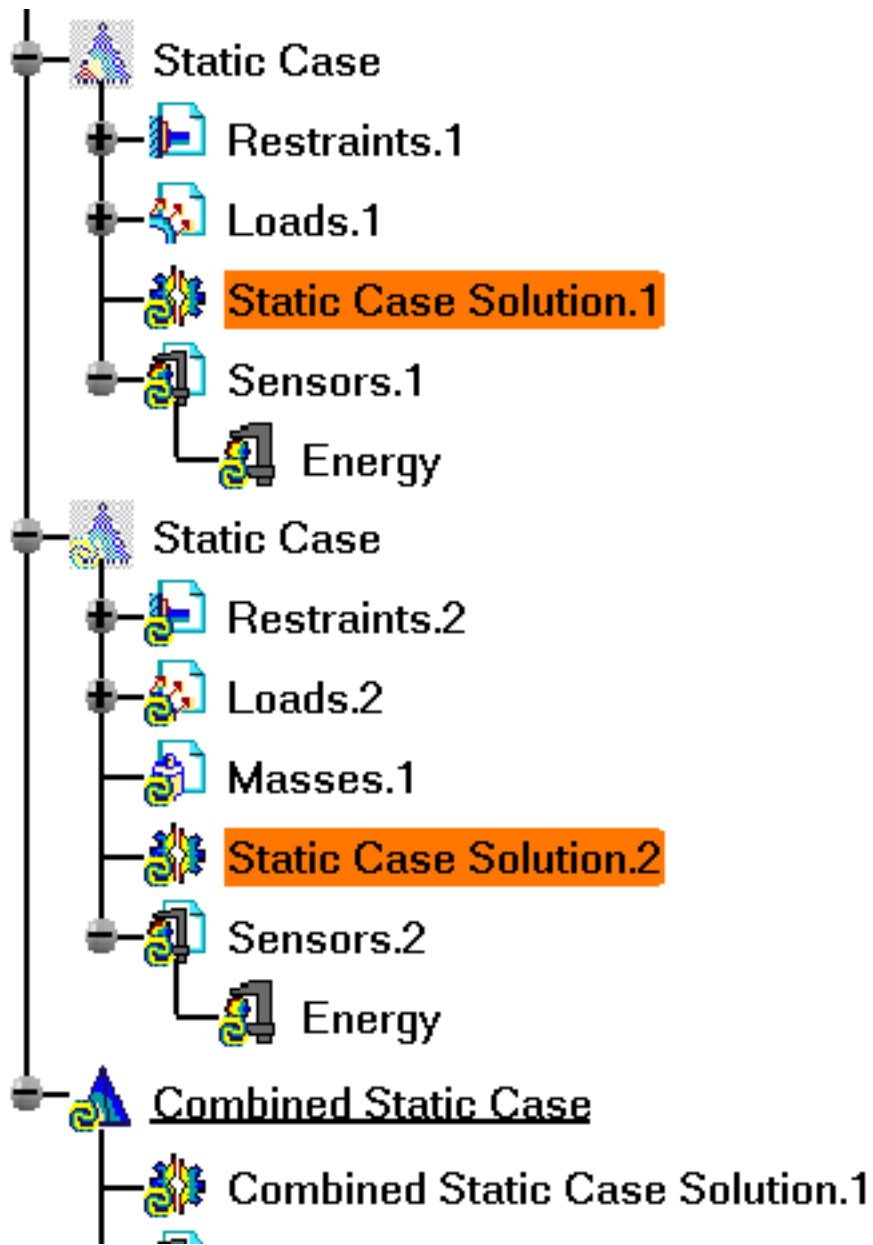 Static Case
Restraints.1
Loads.1
Static Case Solution.1
Sensors.1
Energy
Static Case
Restraints.2
Loads.2
Masses.1
Static Case Solution.2
Sensors.2
Energy
Combined Static Case
Combined Static Case Solution.1